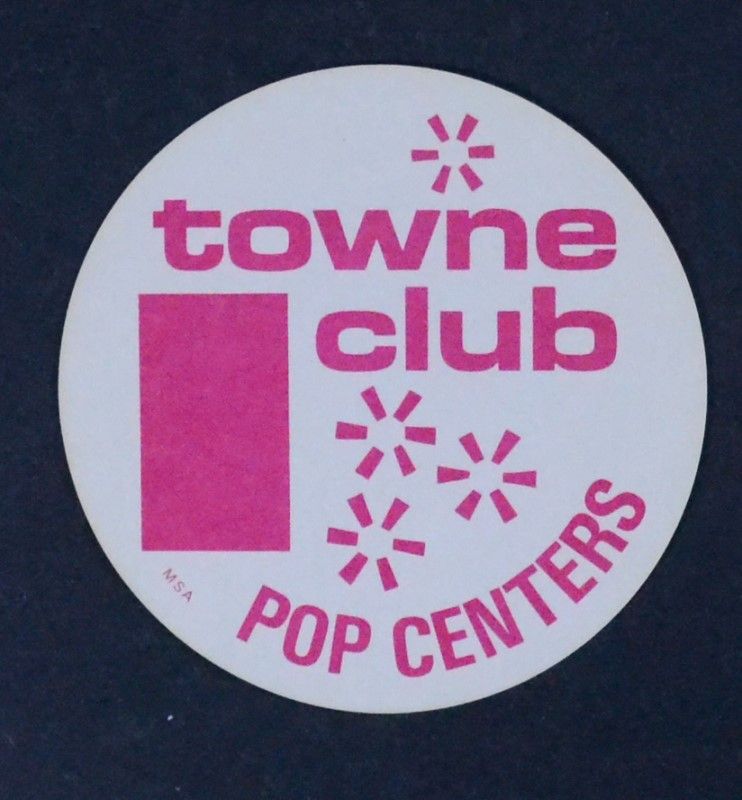 towne
club
POP CENTERS
MSA